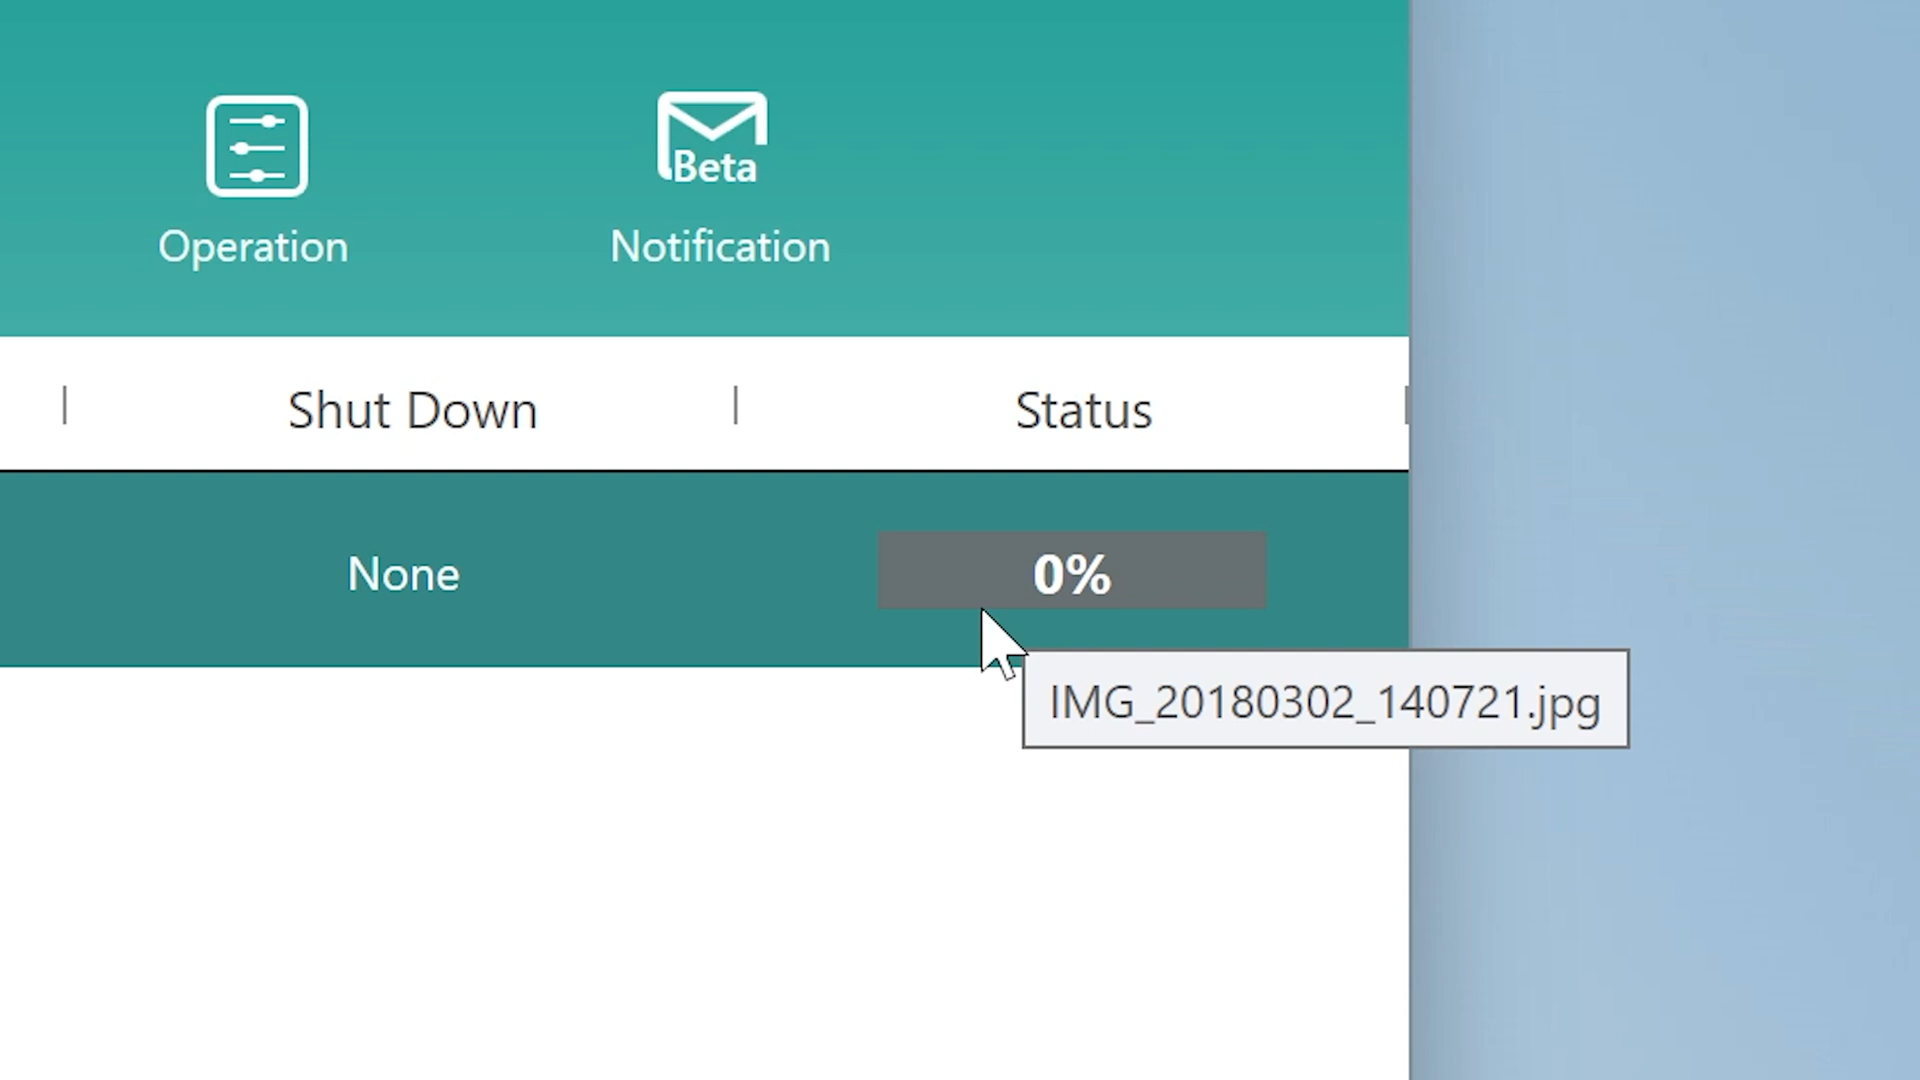 Beta
Operation
Notification
Shut Down
Status
None
0%
IMG_20180302_140721.jpg